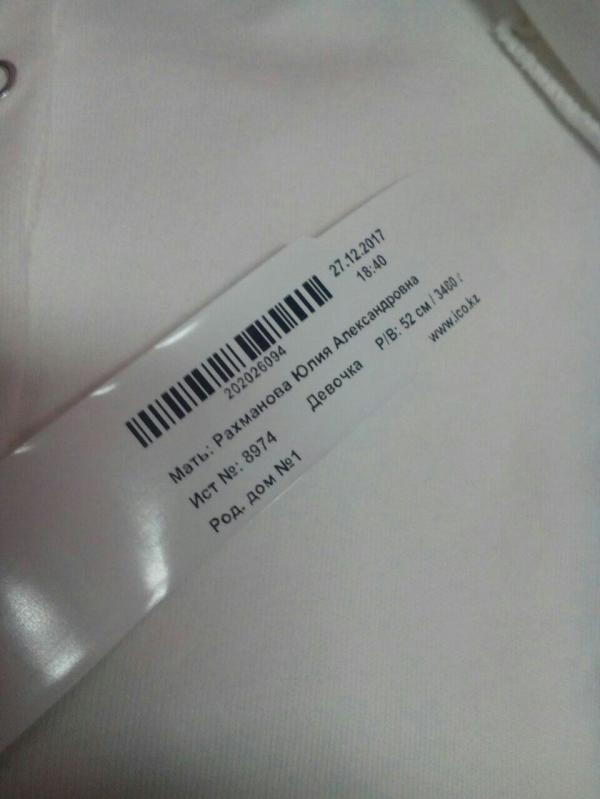 27.12.2017
18:40
202026094
Мать: Рахманова Юлия Александровна
Ист №: 8974 Девочка Р/В: 52 см / 3480 г
Род. дом №1 www.ico.kz